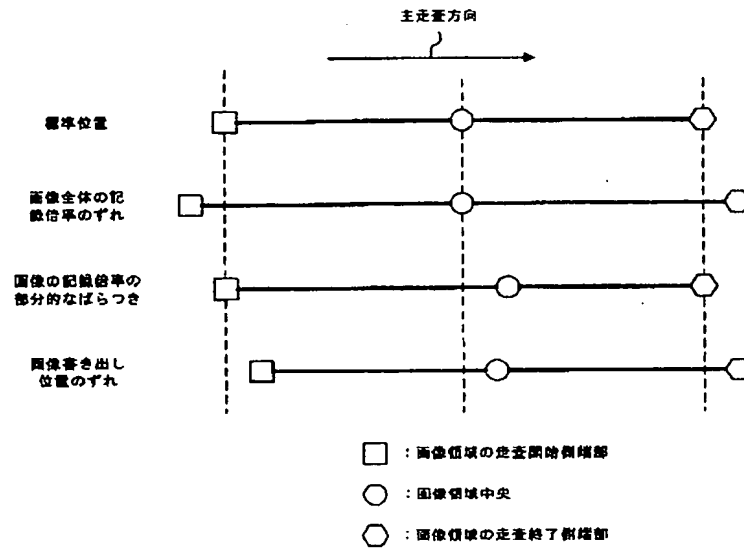 主走査方向
標準位置
画像全体の記
録倍率のずれ
画像の記録倍率の
部分的なばらつき
画像書き出し
位置のずれ
：画像領域の走査開始側端部
：画像領域中央
：画像領域の走査終了側端部